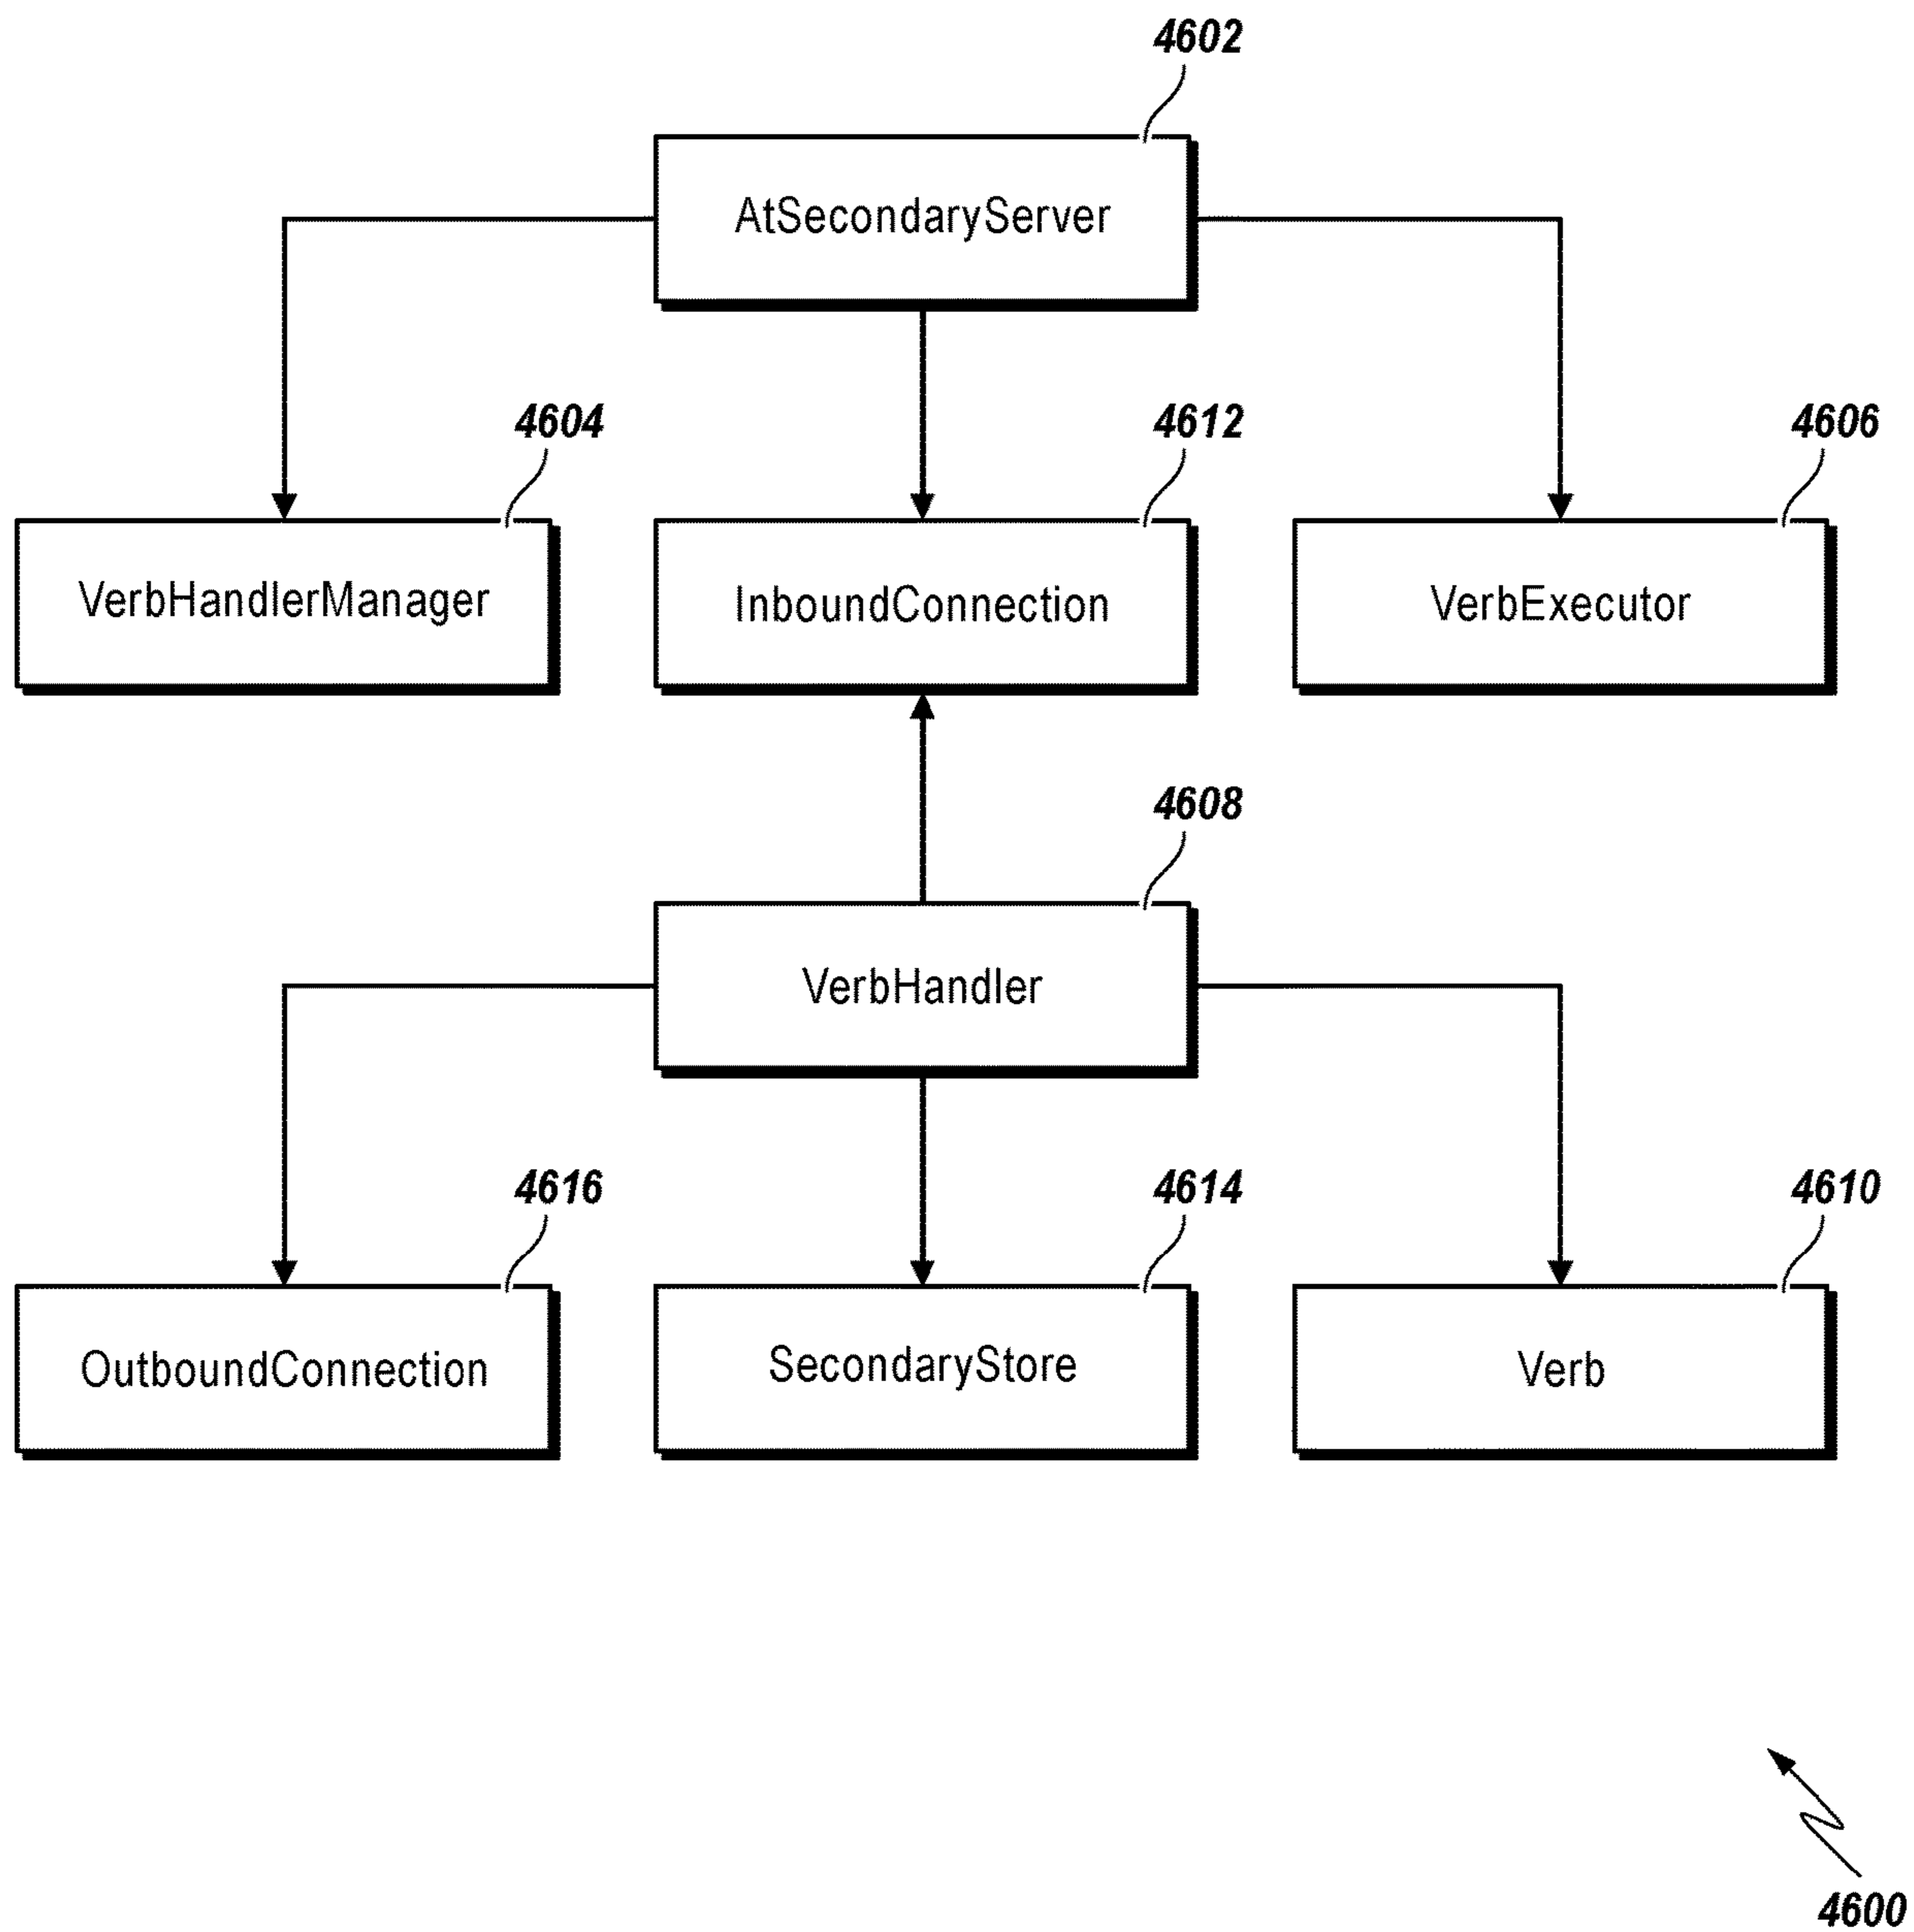 4602
AtSecondaryServer
4604
4612
4606
VerbHandlerManager
InboundConnection
VerbExecutor
4608
VerbHandler
4616
4614
4610
OutboundConnection
SecondaryStore
Verb
4600